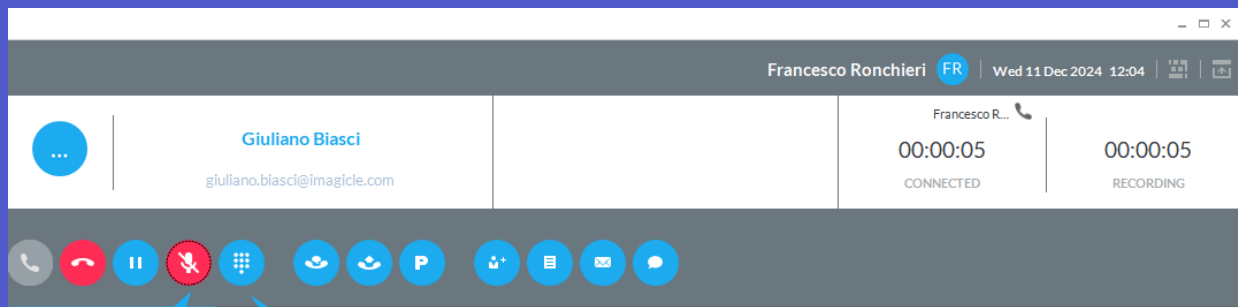 Francesco Ronchieri FR Wed 11 Dec 2024 12:04
...
Giuliano Biasci
giuliano.biasci@imagicle.com
Francesco R...
00:00:05
CONNECTED
00:00:05
RECORDING
P